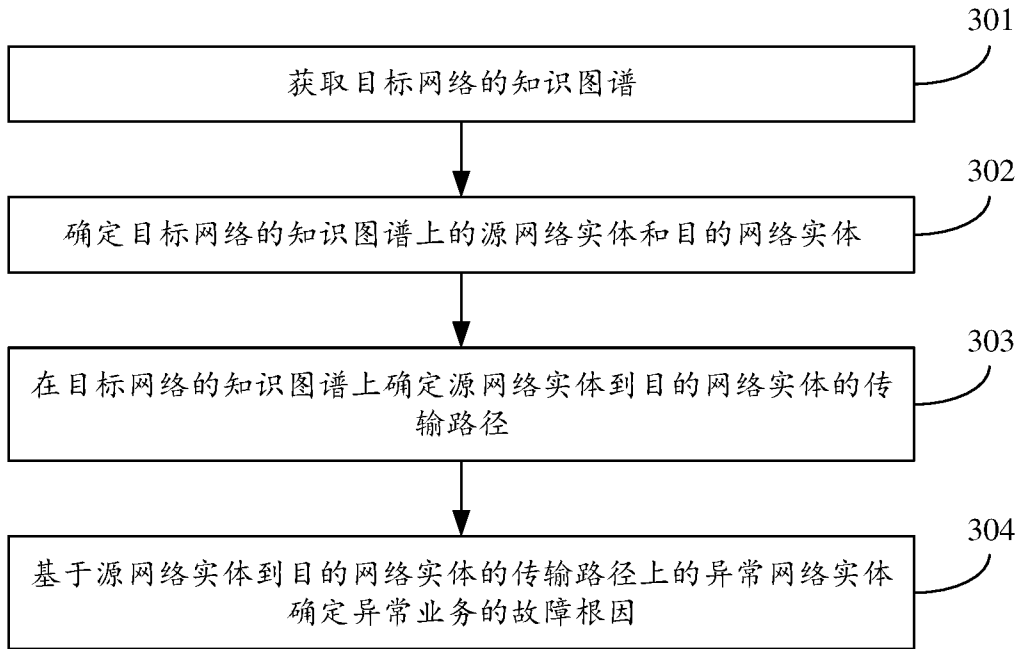 301
获取目标网络的知识图谱
302
确定目标网络的知识图谱上的源网络实体和目的网络实体
303
在目标网络的知识图谱上确定源网络实体到目的网络实体的传
输路径
304
基于源网络实体到目的网络实体的传输路径上的异常网络实体
确定异常业务的故障根因